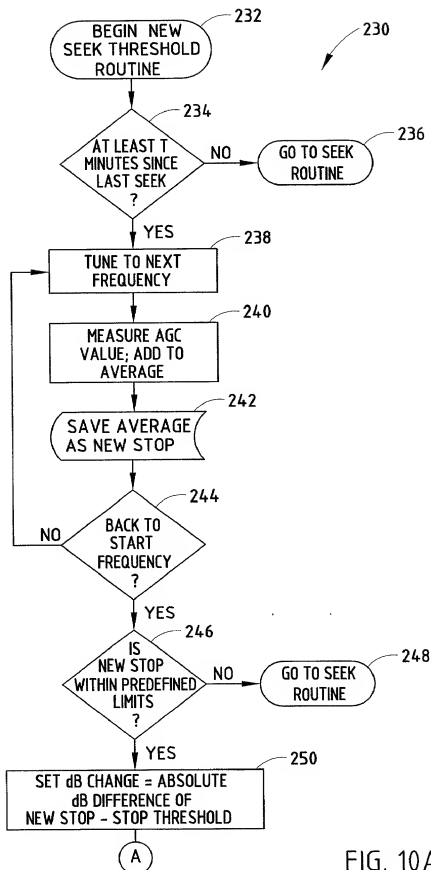 BEGIN NEW
SEEK THRESHOLD
ROUTINE
232
230
234
AT LEAST T
MINUTES SINCE
LAST SEEK
?
NO
236
GO TO SEEK
ROUTINE
YES
238
TUNE TO NEXT
FREQUENCY
240
MEASURE AGC
VALUE; ADD TO
AVERAGE
242
SAVE AVERAGE
AS NEW STOP
244
NO
BACK TO
START
FREQUENCY
?
YES
246
IS
NEW STOP
WITHIN PREDEFINED
LIMITS
?
NO
248
GO TO SEEK
ROUTINE
YES
250
SET dB CHANGE = ABSOLUTE
dB DIFFERENCE OF
NEW STOP - STOP THRESHOLD
A
FIG. 10A